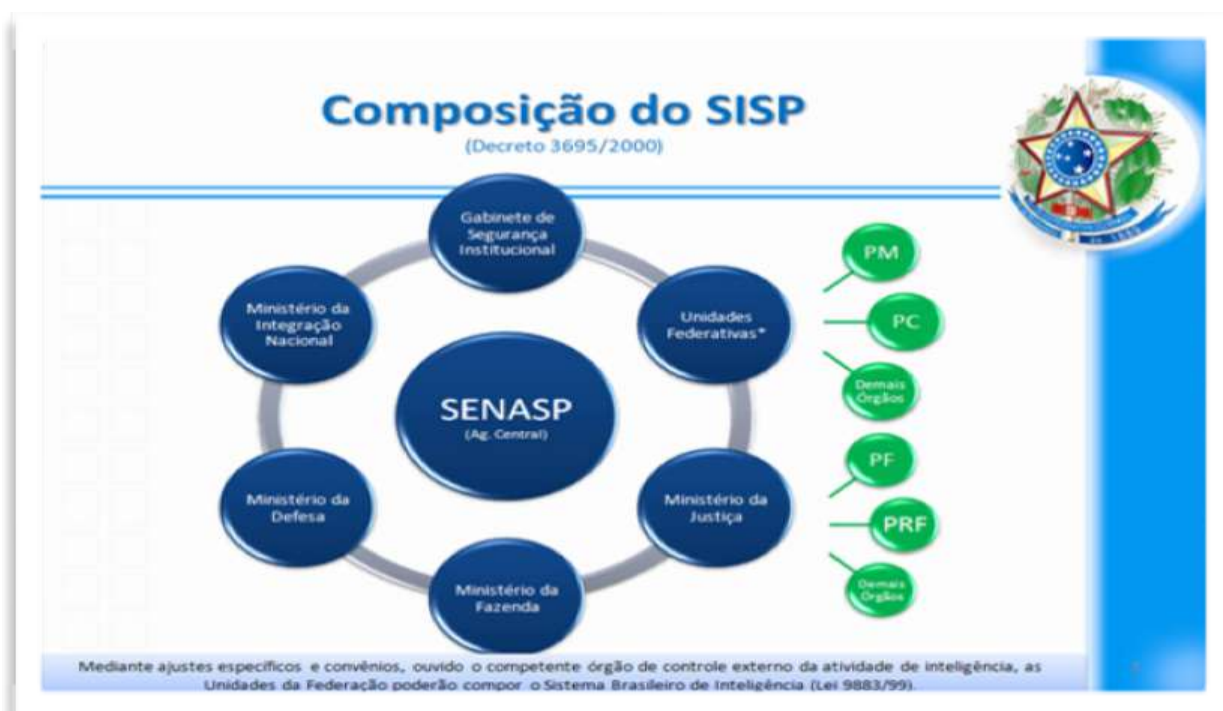 Composição do SISP
(Decreto 3695/2000)
Gabinete de
Segurança
Institucional
Ministério da
Integração
Nacional
Unidades
Federativas*
SENASP
(Ag. Central)
Ministério da
Defesa
Ministério da
Justiça
Ministério da
Fazenda
PM
PC
Demais
Órgãos
PF
PRF
Demais
Órgãos
Mediante ajustes específicos e convênios, ouvido o competente órgão de controle externo da atividade de inteligência, as
Unidades da Federação poderão compor o Sistema Brasileiro de Inteligência (Lei 9883/99).